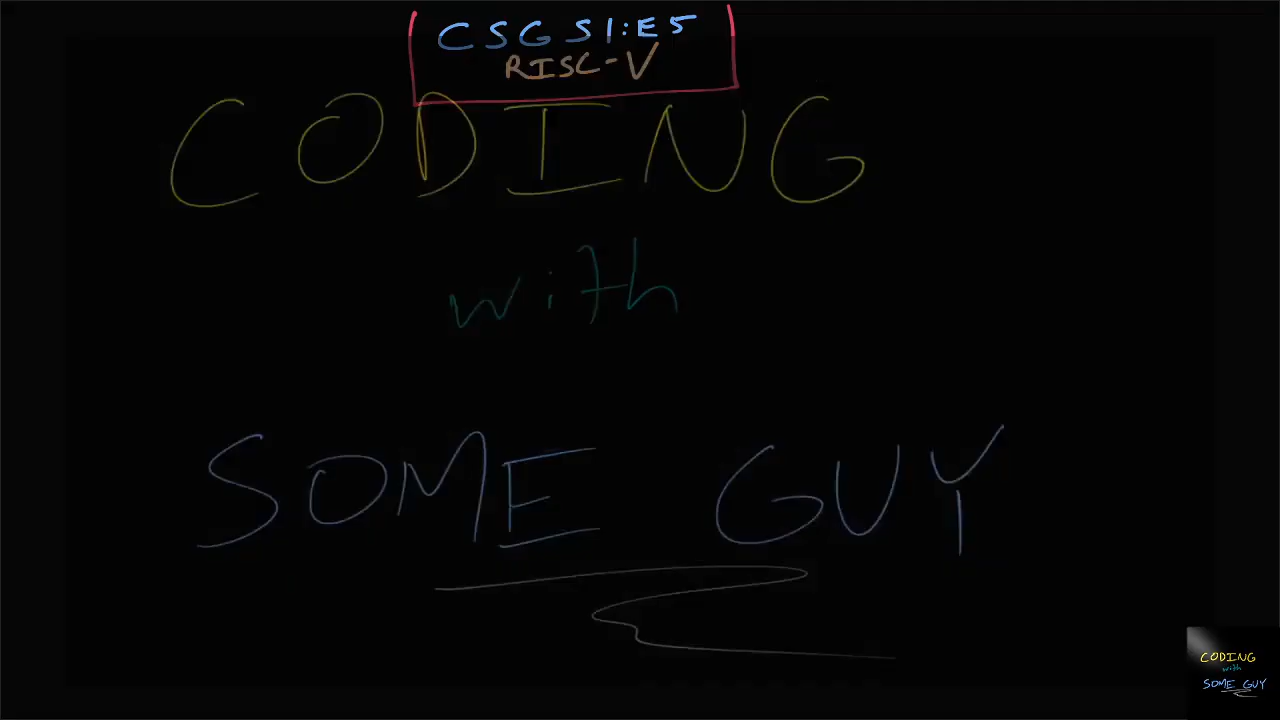 CSG S1:E5
RISC-V
CODING
with
SOME GUY
CODING
with
SOME GUY